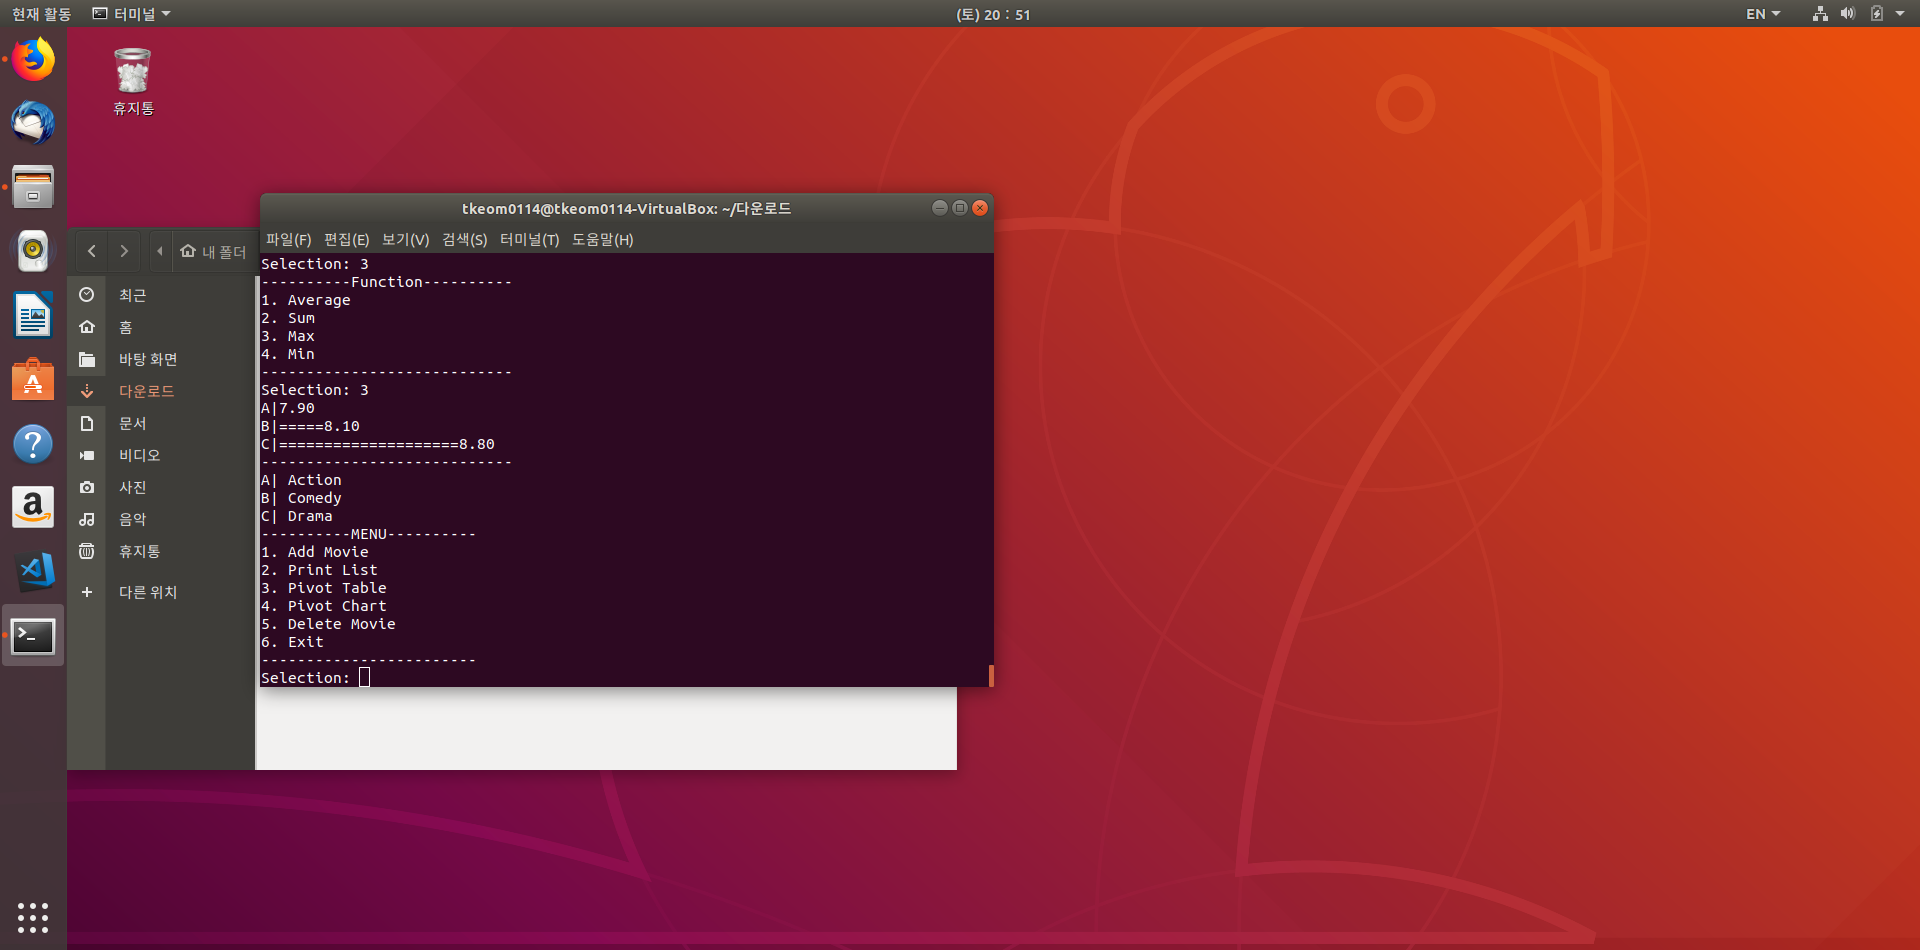 현재 활동 터미널 (토) 20 : 51 EN
휴지통
tkeom0114@tkeom0114-VirtualBox: ~/다운로드
파일(F) 편집(E) 보기(V) 검색(S) 터미널(T) 도움말(H)
내 폴더
최근
홈
바탕 화면
다운로드
문서
비디오
사진
음악
휴지통
다른 위치
Selection: 3
----------Function----------
1. Average
2. Sum
3. Max
4. Min
----------------------------
Selection: 3
A|7.90
B|=====8.10
C|====================8.80
----------------------------
A| Action
B| Comedy
C| Drama
----------MENU----------
1. Add Movie
2. Print List
3. Pivot Table
4. Pivot Chart
5. Delete Movie
6. Exit
------------------------
Selection: